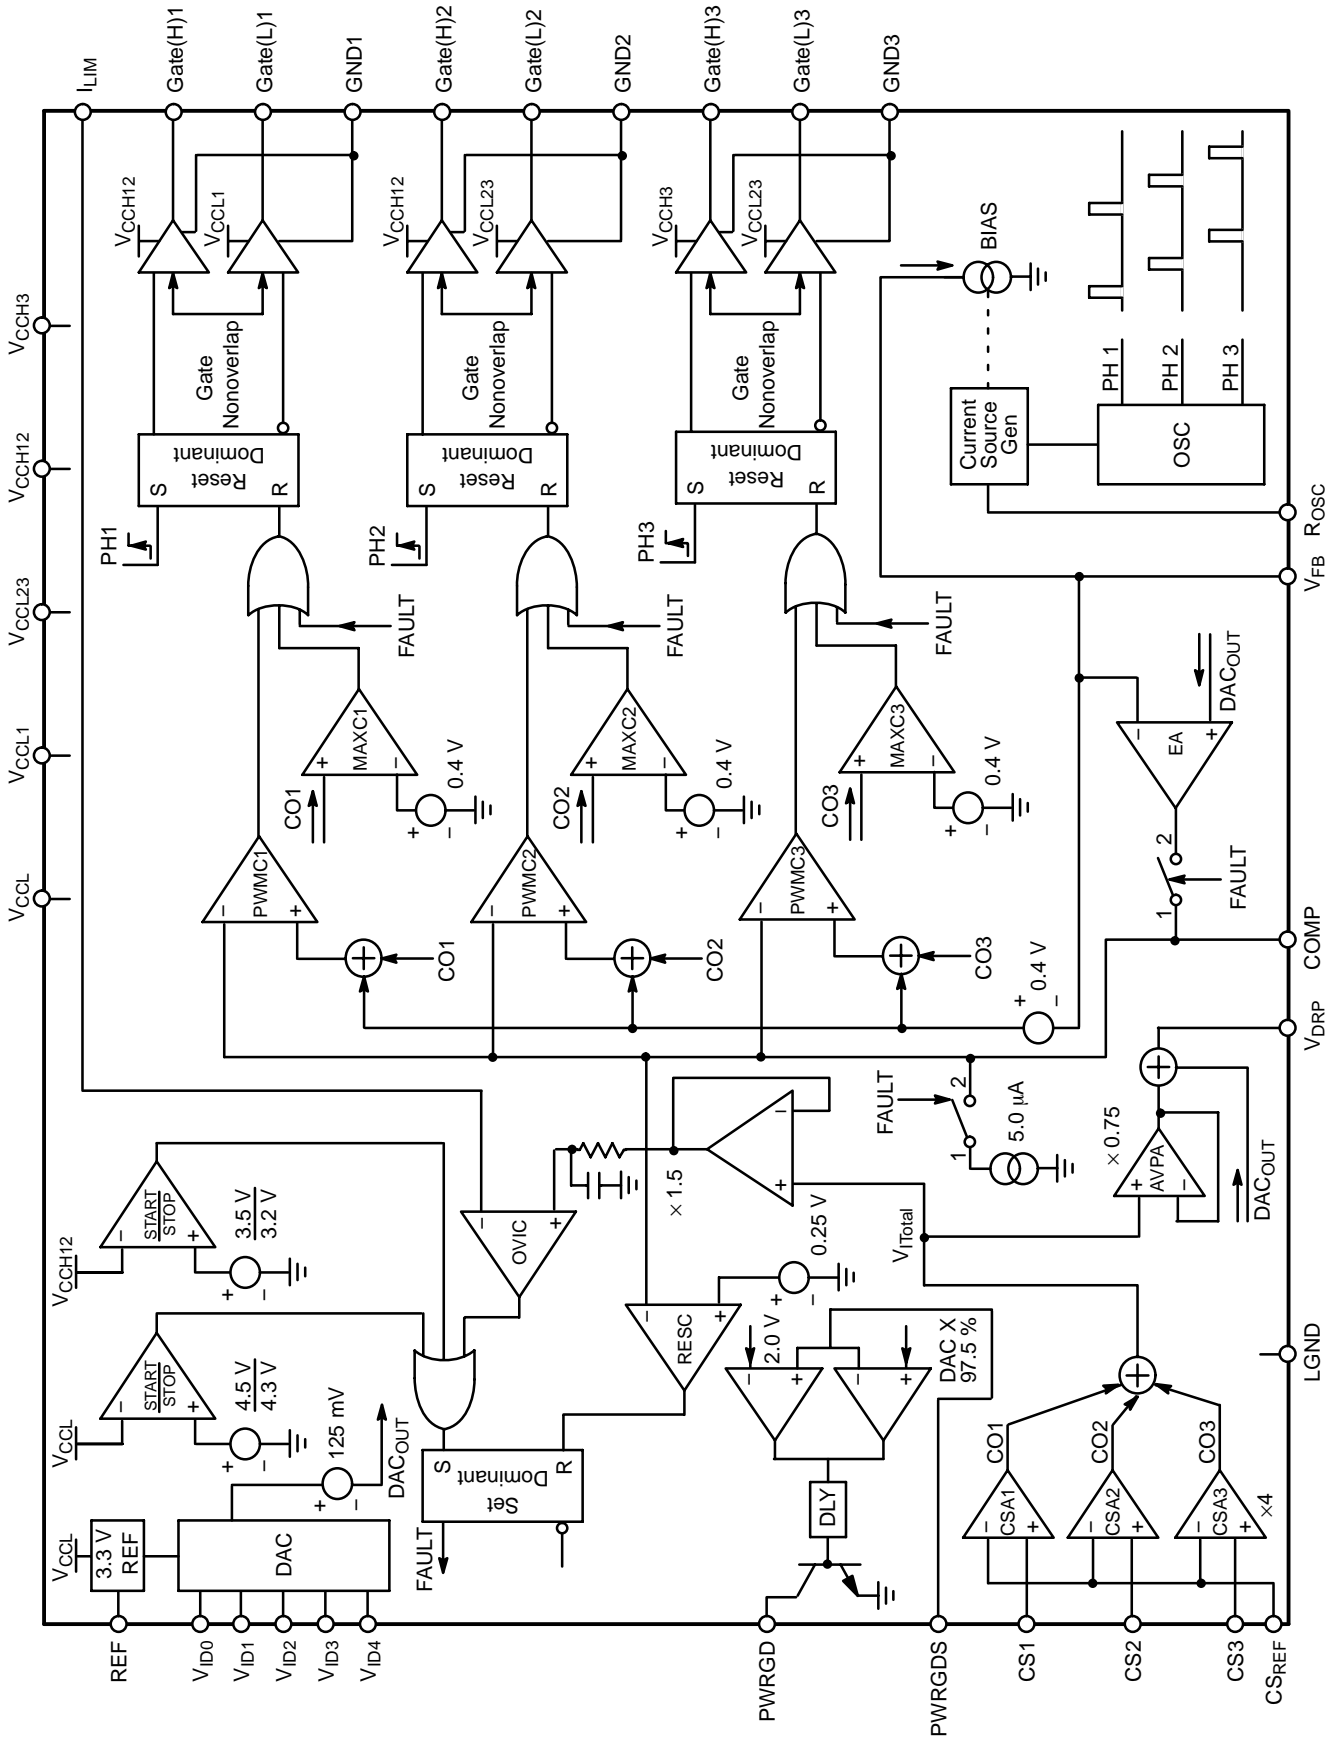 REF
VID0
VID1
VID2
VID3
VID4
PWRGD
PWRGDS
CS1
CS2
CS3
CSREF
VCCL
3.3 V
REF
DAC
125 mV
+
−
DACOUT
VCCL
START
STOP
−
+
4.5 V
4.3 V
+
−
VCCH12
START
STOP
−
+
3.5 V
3.2 V
+
−
FAULT
S
Set
Dominant
R
OVIC
−
+
RESC
−
+
0.25 V
+
−
× 1.5
−
+
2.0 V
−
+
−
+
DAC X
97.5 %
DLY
CSA1
−
+
CO1
CSA2
−
+
CO2
CSA3
−
+
CO3
×4
VITotal
FAULT
1
2
5.0 µA
AVPA
+
−
× 0.75
DACOUT
LGND
VDRP
COMP
VFB
ROSC
VCCL
VCCL1
VCCL23
VCCH12
VCCH3
PWMC1
−
+
CO1
MAXC1
+
−
CO1
0.4 V
+
−
FAULT
PH1
S
Reset
Dominant
R
Gate
Nonoverlap
VCCH12
VCCL1
PWMC2
−
+
CO2
MAXC2
+
−
CO2
0.4 V
+
−
FAULT
PH2
S
Reset
Dominant
R
Gate
Nonoverlap
VCCH12
VCCL23
PWMC3
−
+
CO3
MAXC3
+
−
CO3
0.4 V
+
−
FAULT
PH3
S
Reset
Dominant
R
Gate
Nonoverlap
VCCH3
VCCL23
0.4 V
+
−
EA
−
+
DACOUT
1
2
FAULT
Current
Source
Gen
BIAS
OSC
PH 1
PH 2
PH 3
ILIM
Gate(H)1
Gate(L)1
GND1
Gate(H)2
Gate(L)2
GND2
Gate(H)3
Gate(L)3
GND3